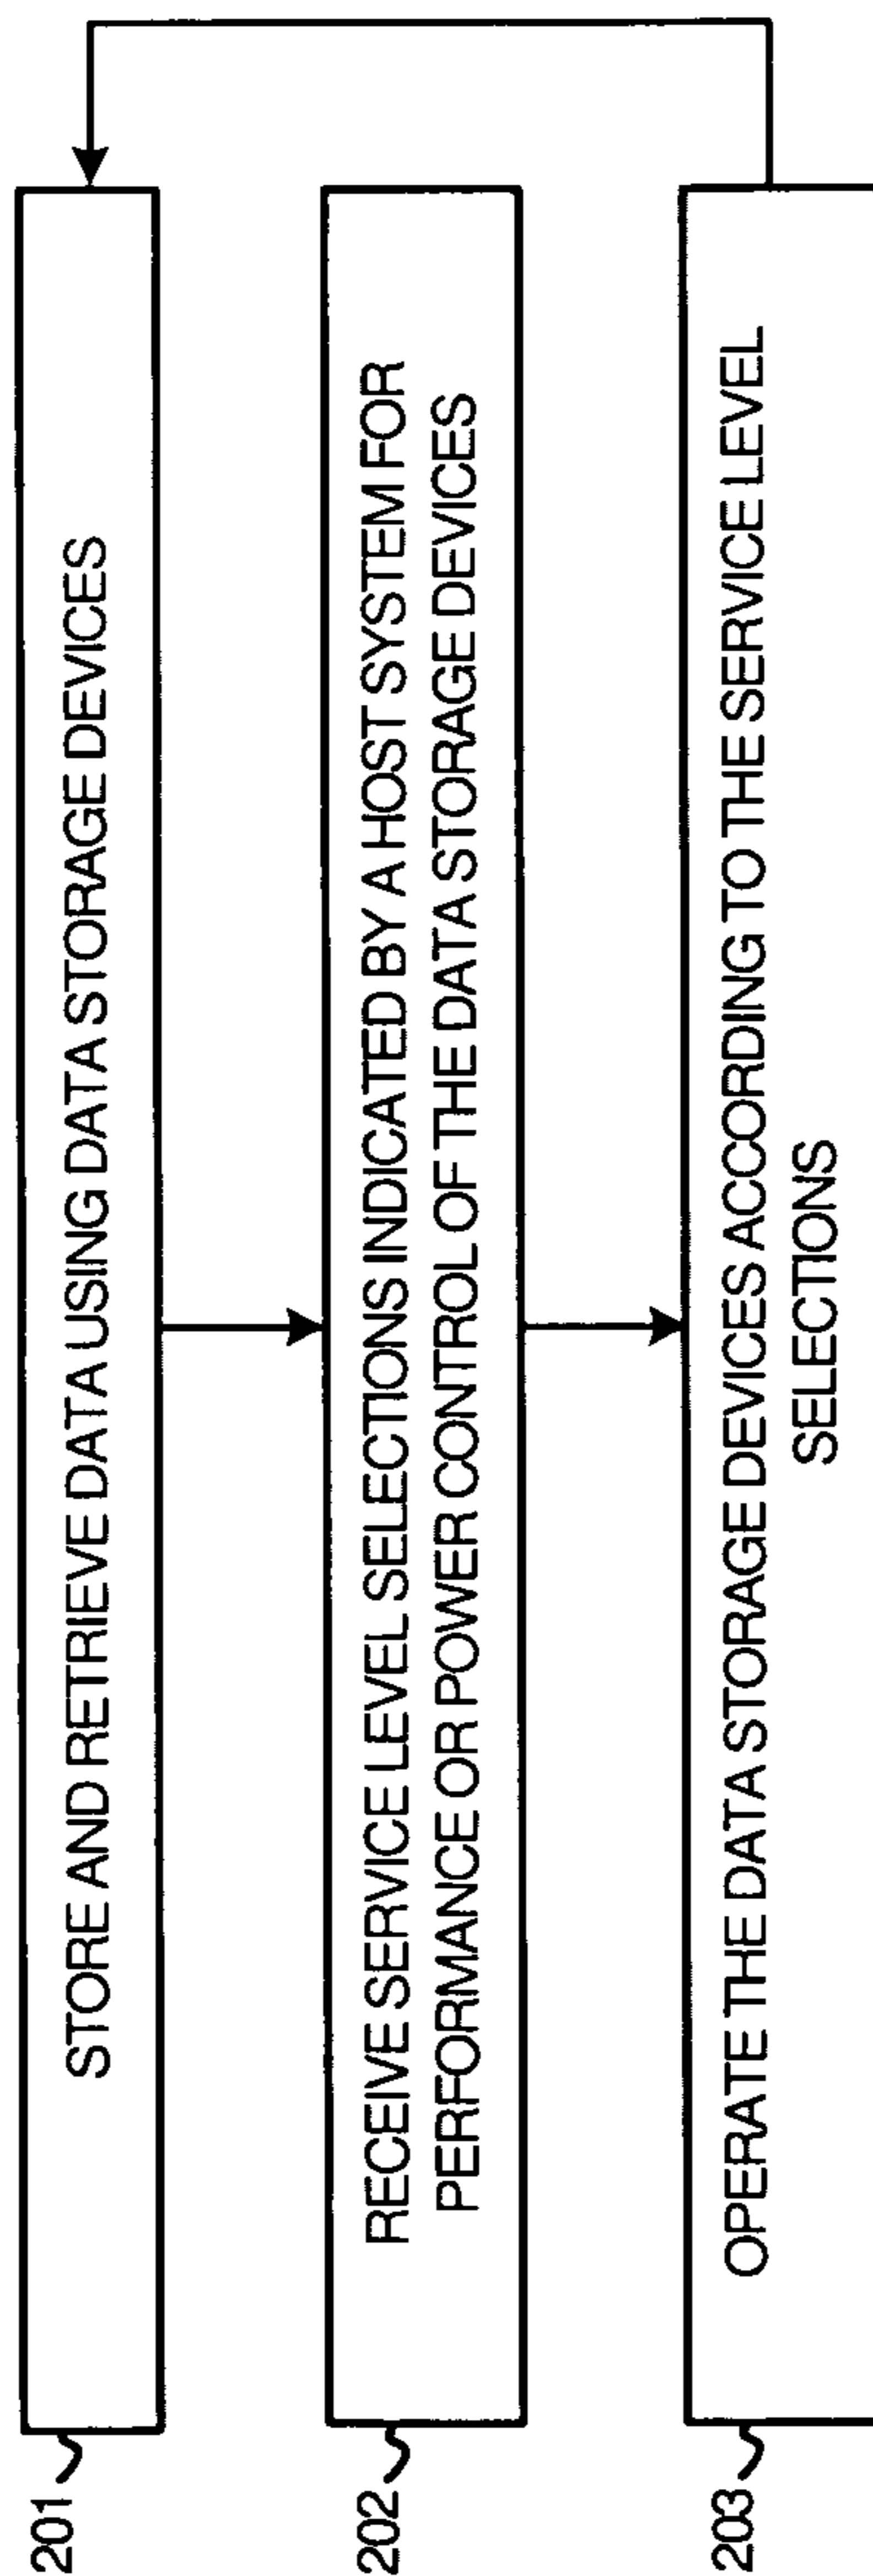 201
STORE AND RETRIEVE DATA USING DATA STORAGE DEVICES
202
RECEIVE SERVICE LEVEL SELECTIONS INDICATED BY A HOST SYSTEM FOR
PERFORMANCE OR POWER CONTROL OF THE DATA STORAGE DEVICES
203
OPERATE THE DATA STORAGE DEVICES ACCORDING TO THE SERVICE LEVEL
SELECTIONS